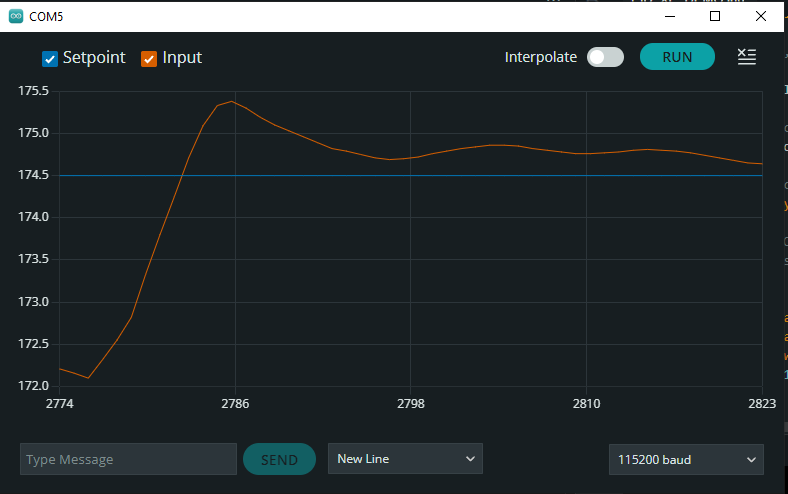 COM5
Setpoint Input Interpolate RUN
175.5
175.0
174.5
174.0
173.5
173.0
172.5
172.0
2774 2786 2798 2810 2823
Type Message SEND New Line 115200 baud